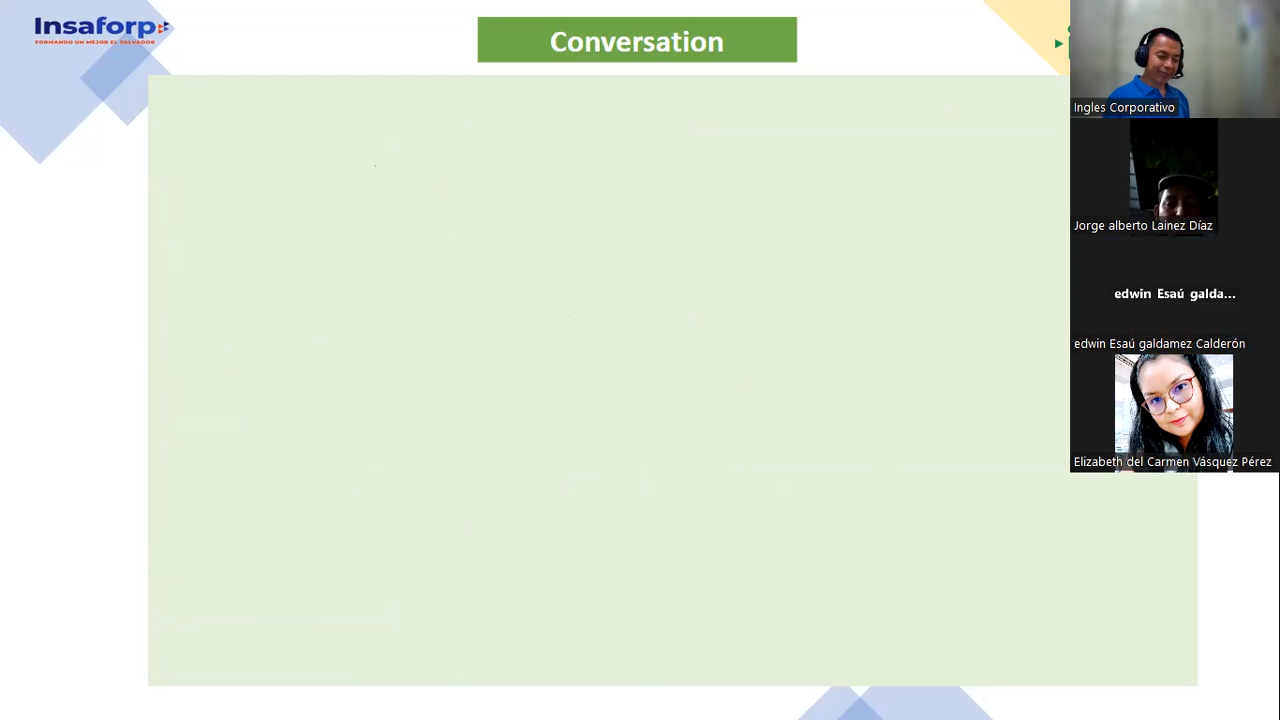 Insaforp
FORMANDO UN MEJOR EL SALVADOR
Conversation
Ingles Corporativo
Jorge alberto Lainez Díaz
edwin Esaú galda...
edwin Esaú galdamez Calderón
Elizabeth del Carmen Vásquez Pérez